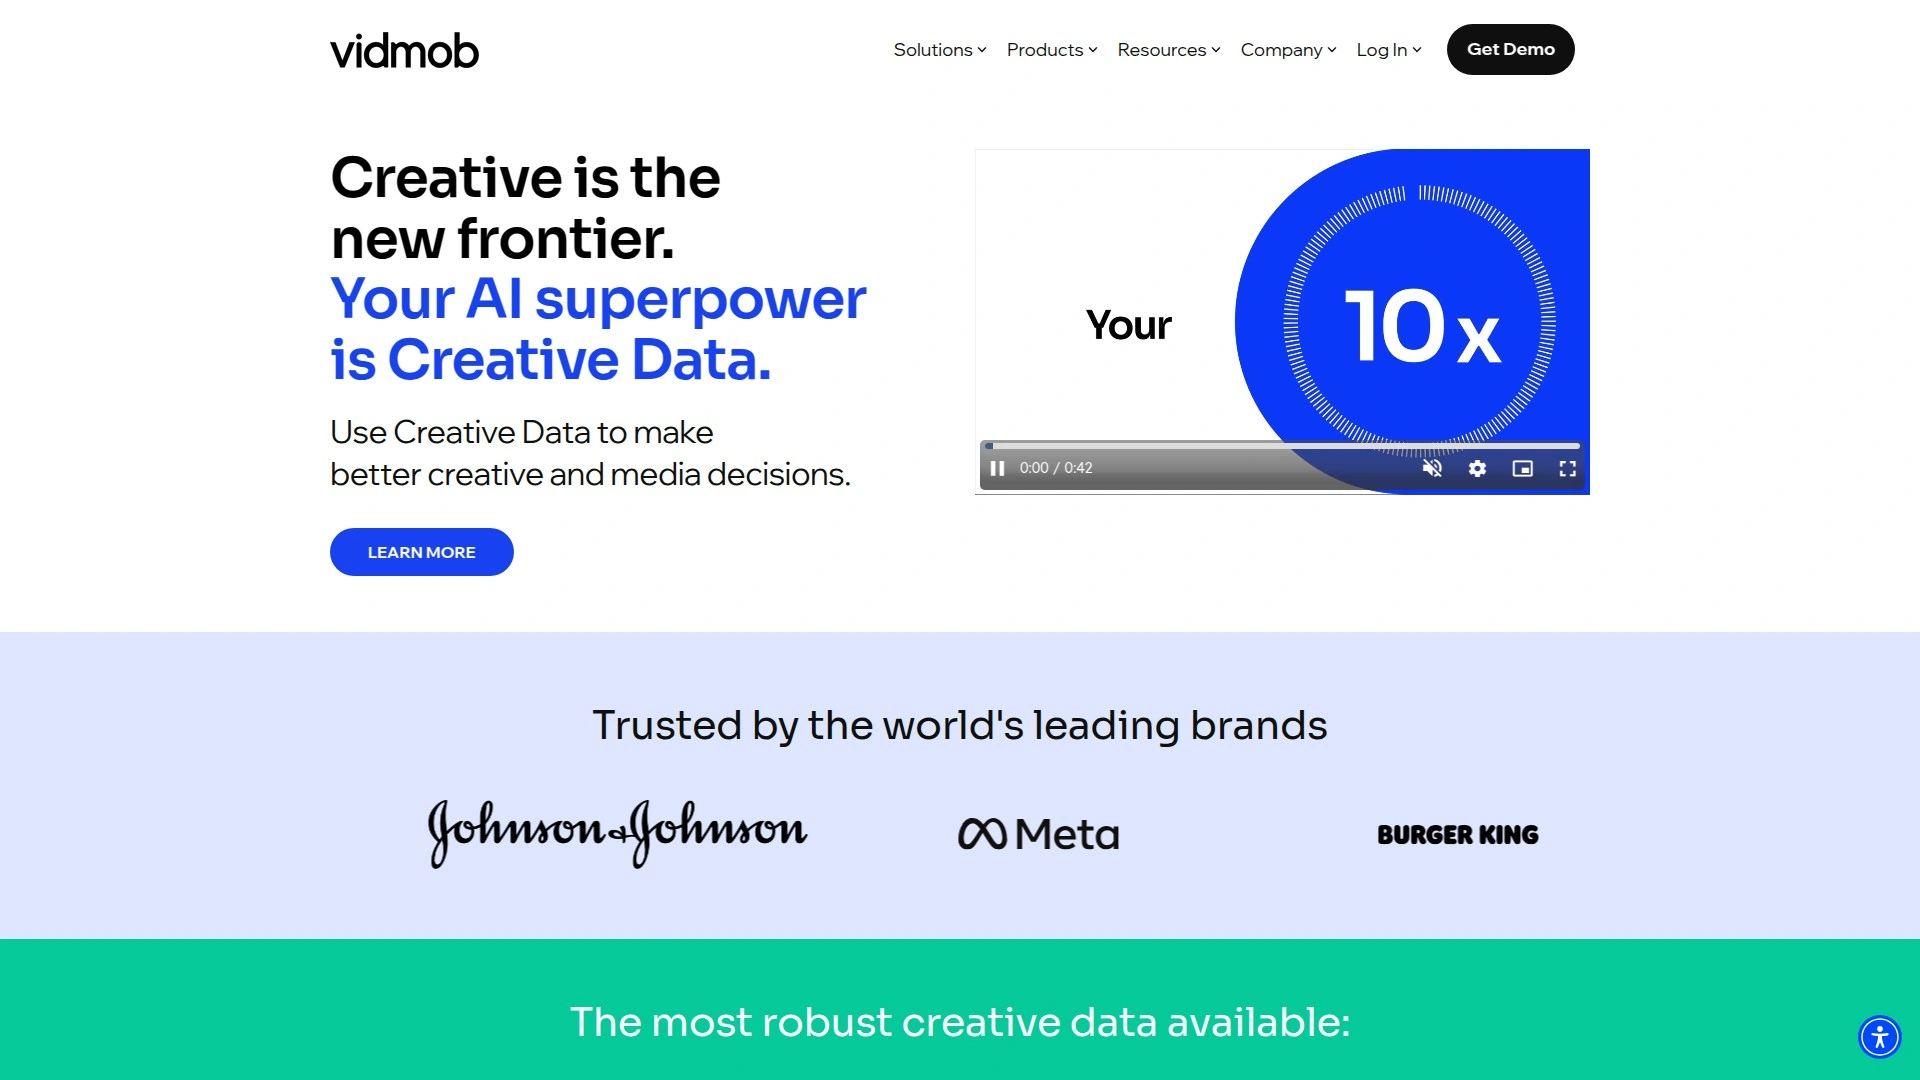 vidmob
Solutions Products Resources Company Log In Get Demo
Creative is the
new frontier.
Your AI superpower
is Creative Data.
Use Creative Data to make
better creative and media decisions.
LEARN MORE
Your
10x
0:00 / 0:42
Trusted by the world's leading brands
Johnson & Johnson
Meta
BURGER KING
The most robust creative data available: